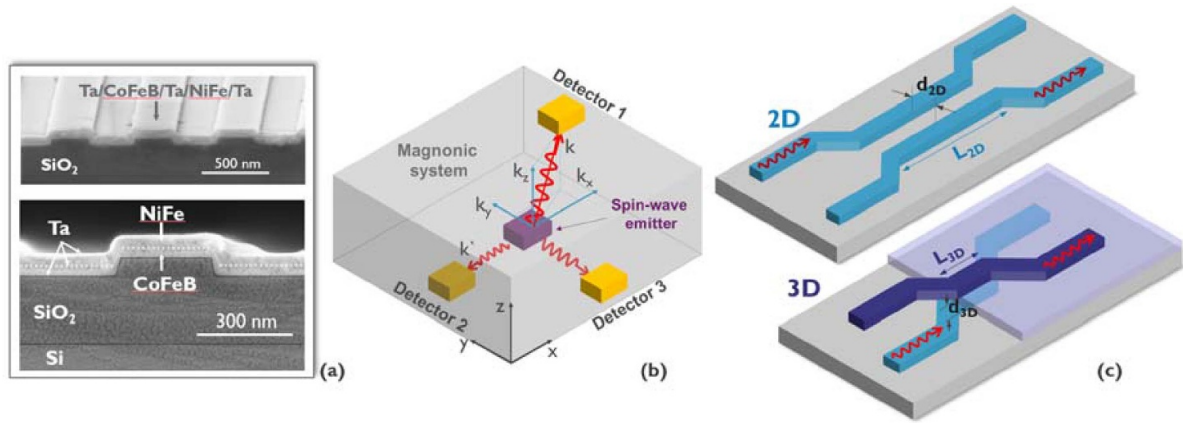 Ta/CoFeB/Ta/NiFe/Ta
SiO2
500 nm
NiFe
Ta
CoFeB
SiO2
300 nm
Si
(a)
Detector 1
Magnonic
system
k
kz
kx
ky
Spin-wave
emitter
k`
Detector 2
Detector 3
z
y
x
(b)
2D
d2D
L2D
3D
L3D
d3D
(c)